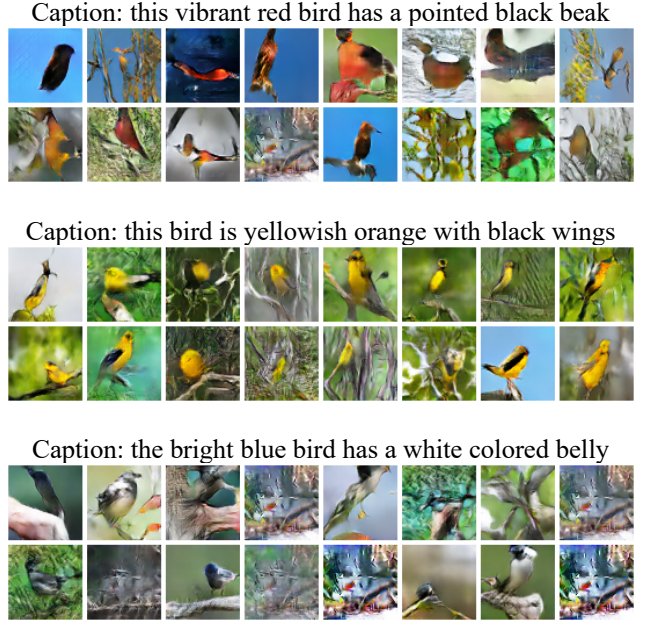 Caption: this vibrant red bird has a pointed black beak
Caption: this bird is yellowish orange with black wings
Caption: the bright blue bird has a white colored belly